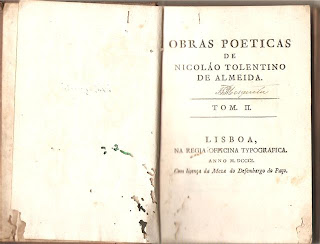 OBRAS POETICAS
DE
NICOLÁO TOLENTINO
DE ALMEIDA.
TOM. II.
LISBOA,
NA REGIA OFFICINA TYPOGRAFICA.
ANNO M. DCCCI.
Com licença da Meza do Desembargo do Paço.